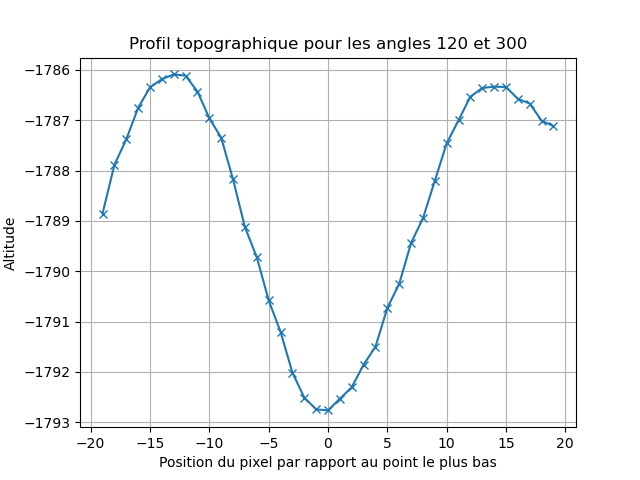 Profil topographique pour les angles 120 et 300
Altitude
−1786
−1787
−1788
−1789
−1790
−1791
−1792
−1793
−20 −15 −10 −5 0 5 10 15 20
Position du pixel par rapport au point le plus bas